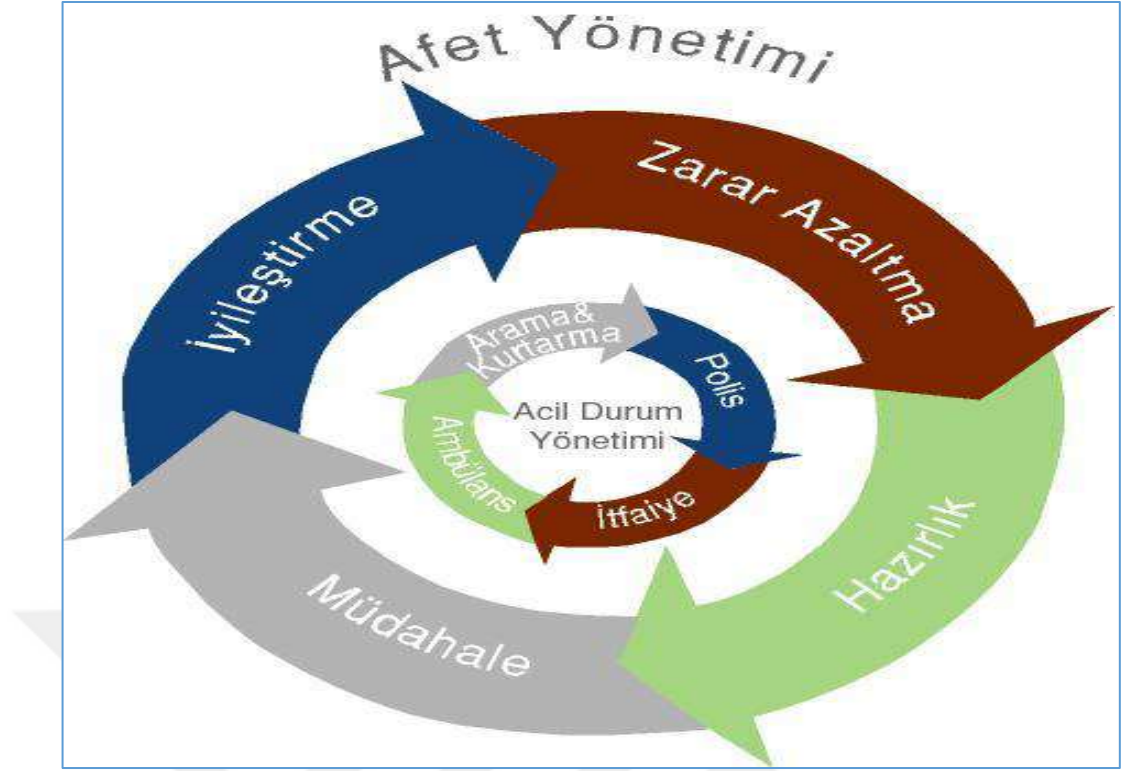 Afet Yönetimi
Zarar Azaltma
Hazırlık
Müdahale
İyileştirme
Arama&
Kurtarma
Polis
İtfaiye
Ambülans
Acil Durum
Yönetimi